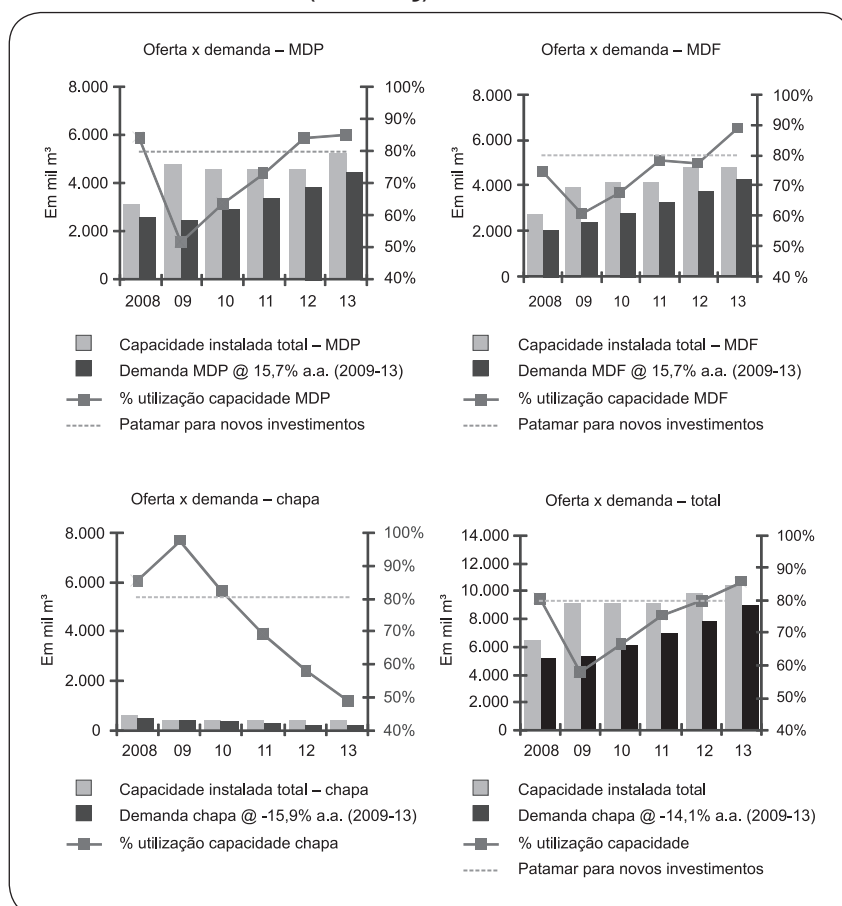 Oferta x demanda – MDP
8.000
6.000
4.000
2.000
0
Em mil m³
100%
90%
80%
70%
60%
50%
40%
2008 09 10 11 12 13
Capacidade instalada total – MDP
Demanda MDP @ 15,7% a.a. (2009-13)
% utilização capacidade MDP
Patamar para novos investimentos
Oferta x demanda – MDF
8.000
6.000
4.000
2.000
0
Em mil m³
100%
90%
80%
70%
60%
50%
40 %
2008 09 10 11 12 13
Capacidade instalada total – MDF
Demanda MDF @ 15,7% a.a. (2009-13)
% utilização capacidade MDF
Patamar para novos investimentos
Oferta x demanda – chapa
8.000
6.000
4.000
2.000
0
Em mil m³
100%
90%
80%
70%
60%
50%
40%
2008 09 10 11 12 13
Capacidade instalada total – chapa
Demanda chapa @ -15,9% a.a. (2009-13)
% utilização capacidade chapa
Oferta x demanda – total
14.000
12.000
10.000
8.000
6.000
4.000
2.000
0
Em mil m³
100%
90%
80%
70%
60%
50%
40%
2008 09 10 11 12 13
Capacidade instalada total
Demanda chapa @ -14,1% a.a. (2009-13)
% utilização capacidade
Patamar para novos investimentos